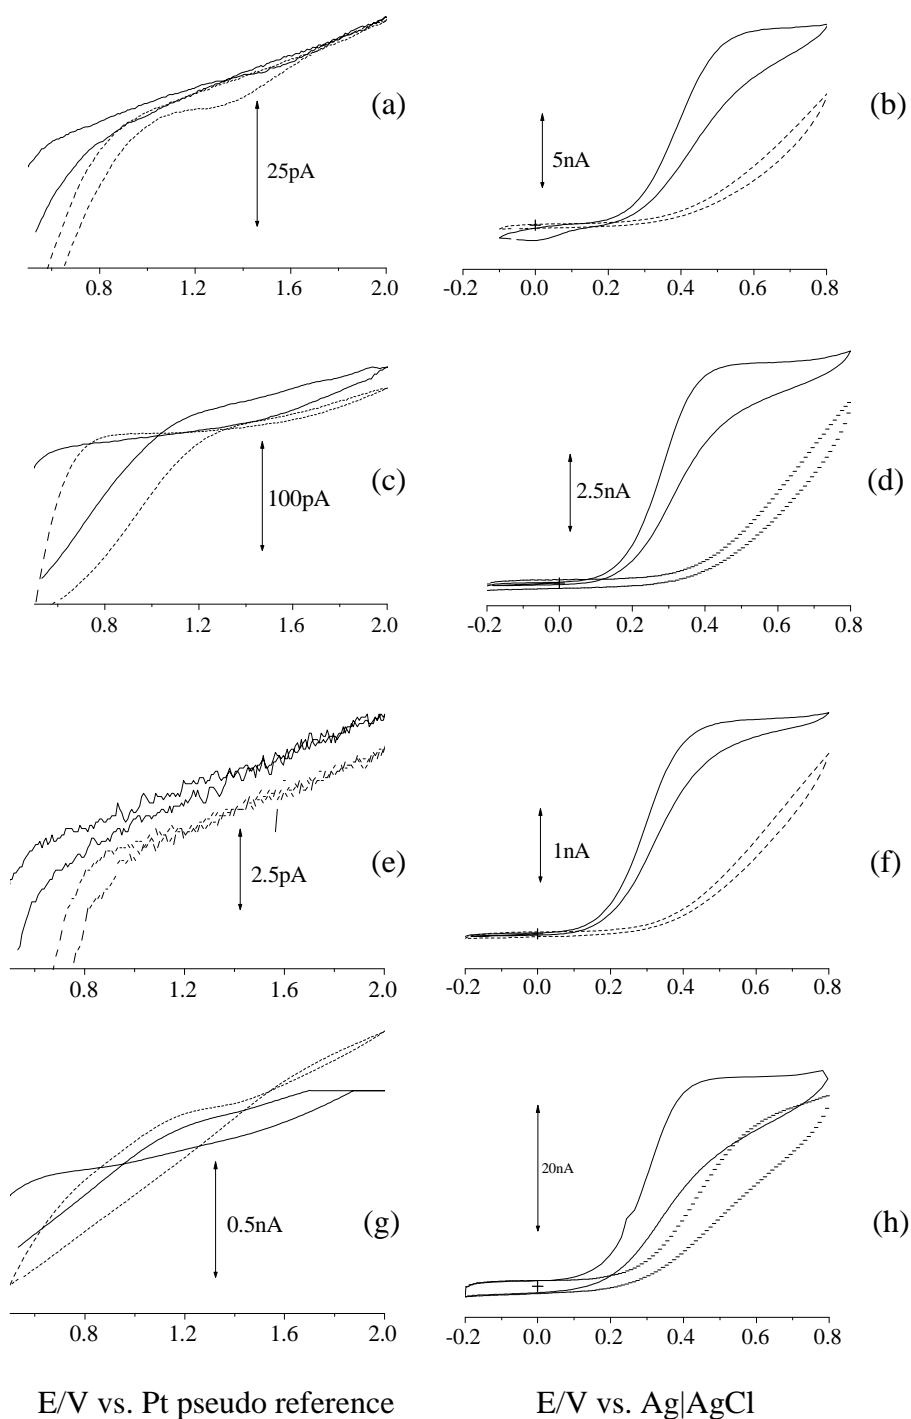 (a)
25pA
0.8 1.2 1.6 2.0
(b)
5nA
-0.2 0.0 0.2 0.4 0.6 0.8
(c)
100pA
0.8 1.2 1.6 2.0
(d)
2.5nA
-0.2 0.0 0.2 0.4 0.6 0.8
(e)
2.5pA
0.8 1.2 1.6 2.0
(f)
1nA
-0.2 0.0 0.2 0.4 0.6 0.8
(g)
0.5nA
0.8 1.2 1.6 2.0
(h)
20nA
-0.2 0.0 0.2 0.4 0.6 0.8
E/V vs. Pt pseudo reference
E/V vs. Ag|AgCl